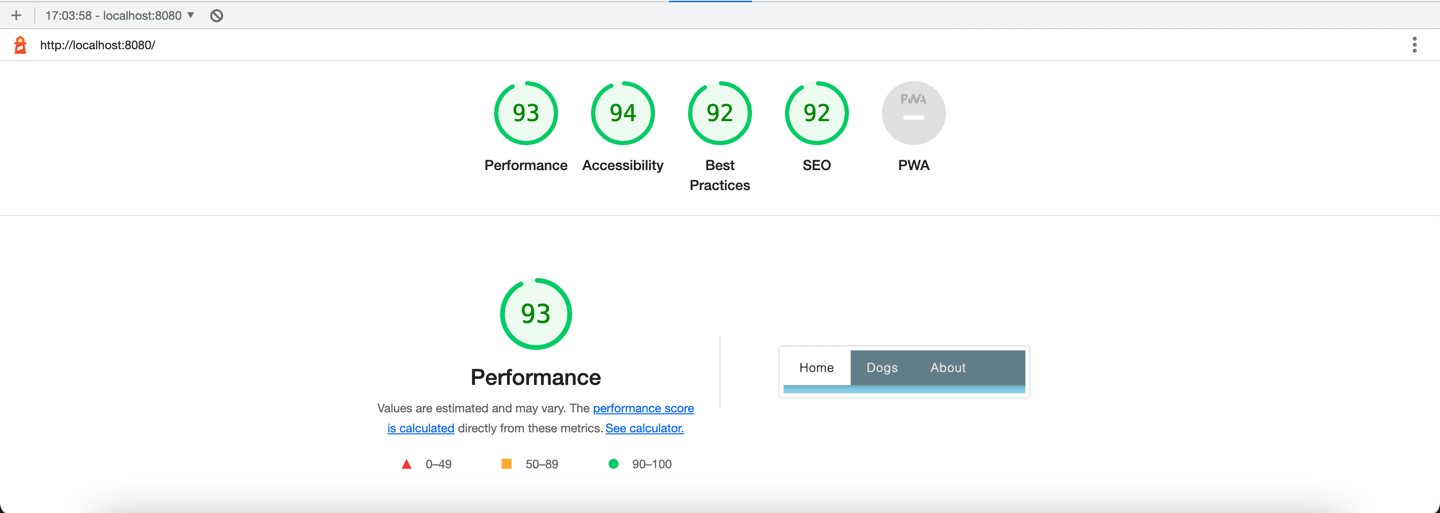 17:03:58 - localhost:8080
http://localhost:8080/
93 94 92 92 PWA
Performance Accessibility Best Practices SEO PWA
93
Performance
Values are estimated and may vary. The performance score
is calculated directly from these metrics. See calculator.
0–49 50–89 90–100
Home Dogs About